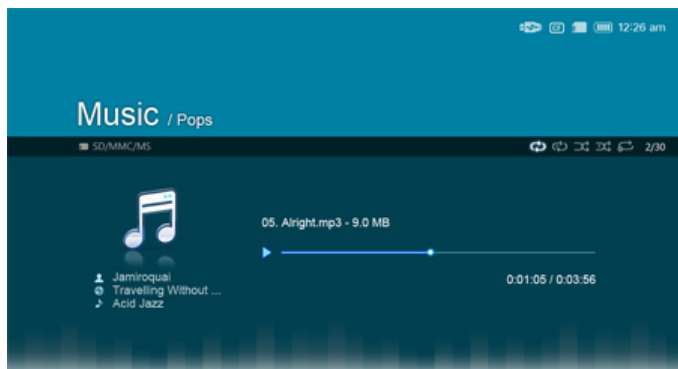 12:26 am
Music / Pops
SD/MMC/MS
2/30
05. Alright.mp3 - 9.0 MB
0:01:05 / 0:03:56
Jamiroquai
Travelling Without ...
Acid Jazz